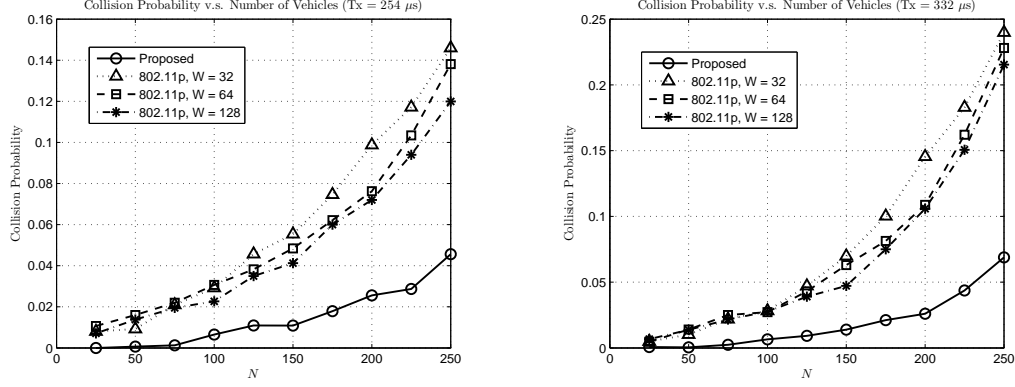 Collision Probability v.s. Number of Vehicles (Tx = 254 μs)
0.16
0.14
0.12
0.1
0.08
0.06
0.04
0.02
0
Collision Probability
Proposed
802.11p, W = 32
802.11p, W = 64
802.11p, W = 128
0 50 100 150 200 250
N
Collision Probability v.s. Number of Vehicles (Tx = 332 μs)
0.25
0.2
0.15
0.1
0.05
0
Collision Probability
Proposed
802.11p, W = 32
802.11p, W = 64
802.11p, W = 128
0 50 100 150 200 250
N